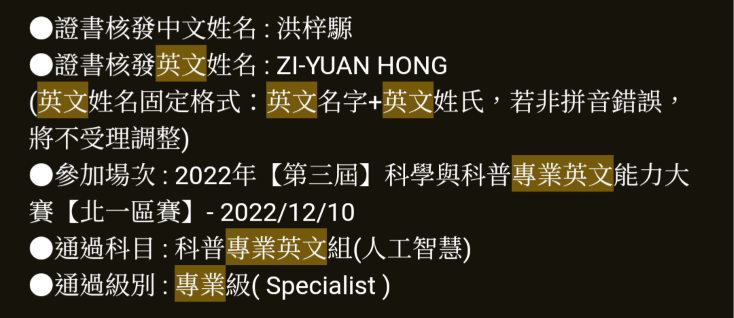 ●證書核發中文姓名 : 洪梓騵
●證書核發英文姓名 : ZI-YUAN HONG
(英文姓名固定格式：英文名字+英文姓氏，若非拼音錯誤，
將不受理調整)
●參加場次 : 2022年【第三屆】科學與科普專業英文能力大
賽【北一區賽】- 2022/12/10
●通過科目 : 科普專業英文組(人工智慧)
●通過級別 : 專業級( Specialist )